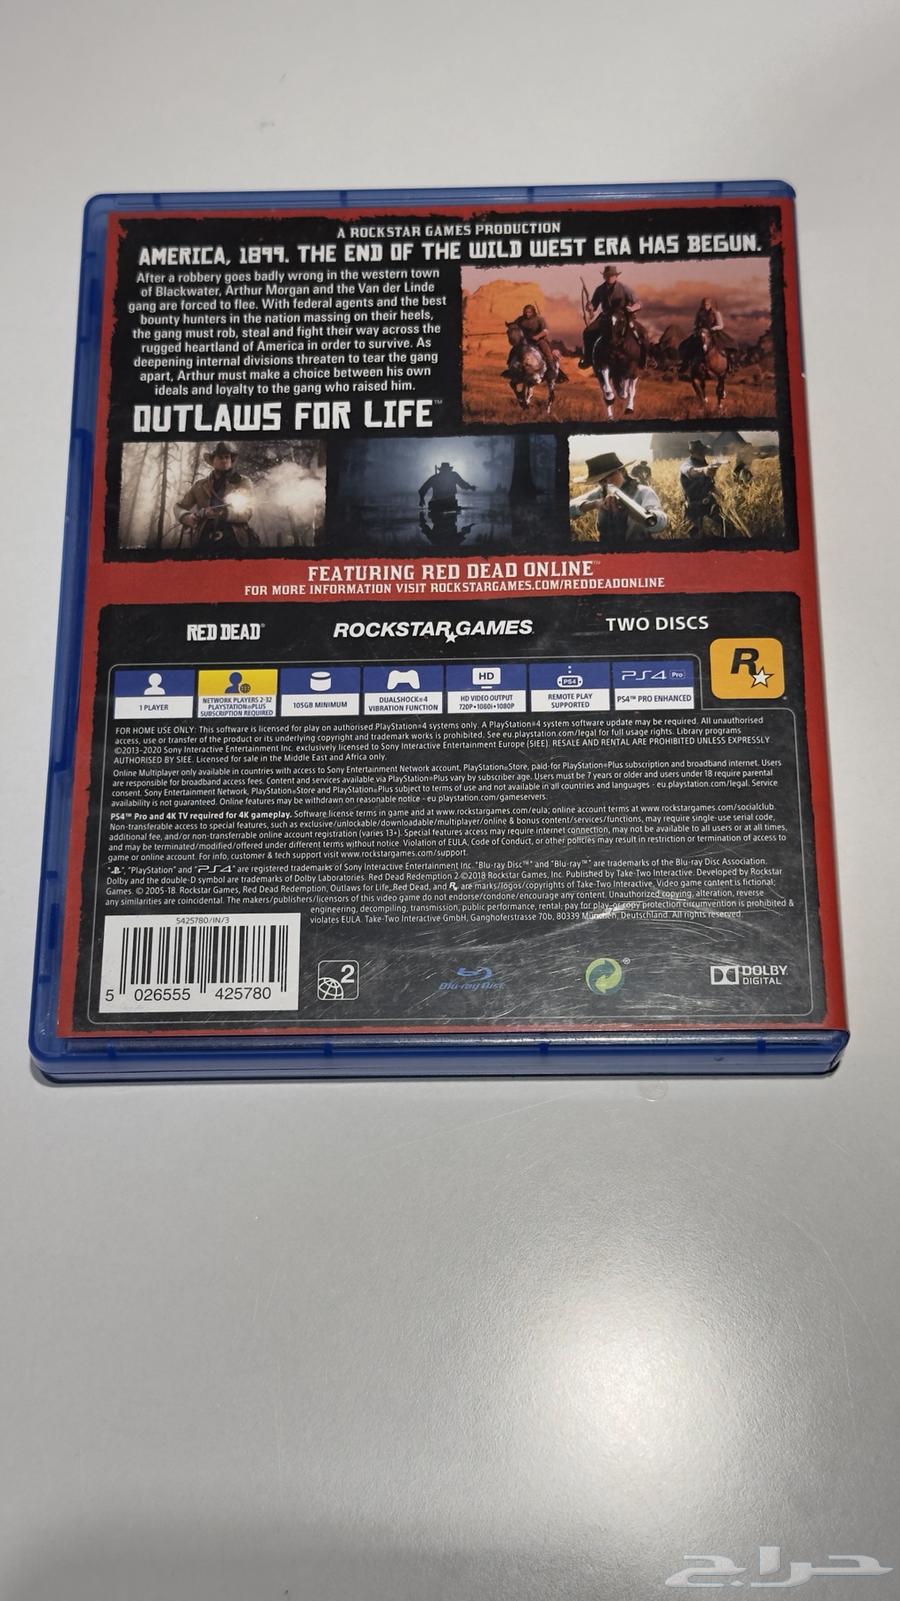 A ROCKSTAR GAMES PRODUCTION
AMERICA, 1899. THE END OF THE WILD WEST ERA HAS BEGUN.
After a robbery goes badly wrong in the western town
of Blackwater, Arthur Morgan and the Van der Linde
gang are forced to flee. With federal agents and the best
bounty hunters in the nation massing on their heels,
the gang must rob, steal and fight their way across the
rugged heartland of America in order to survive. As
deepening internal divisions threaten to tear the gang
apart, Arthur must make a choice between his own
ideals and loyalty to the gang who raised him.
OUTLAWS FOR LIFE™
FEATURING RED DEAD ONLINE™
FOR MORE INFORMATION VISIT ROCKSTARGAMES.COM/REDDEADONLINE
RED DEAD®
ROCKSTAR GAMES
TWO DISCS
R
1 PLAYER
NETWORK PLAYERS 2-32
PLAYSTATION®PLUS
SUBSCRIPTION REQUIRED
105GB MINIMUM
DUALSHOCK®4
VIBRATION FUNCTION
HD
HD VIDEO OUTPUT
720P•1080i•1080P
PS4
REMOTE PLAY
SUPPORTED
PS4 Pro
PS4™ PRO ENHANCED
FOR HOME USE ONLY: This software is licensed for play on authorised PlayStation®4 systems only. A PlayStation®4 system software update may be required. All unauthorised
access, use or transfer of the product or its underlying copyright and trademark works is prohibited. See eu.playstation.com/legal for full usage rights. Library programs
©2013-2020 Sony Interactive Entertainment Inc. exclusively licensed to Sony Interactive Entertainment Europe (SIEE). RESALE AND RENTAL ARE PROHIBITED UNLESS EXPRESSLY
AUTHORISED BY SIEE. Licensed for sale in the Middle East and Africa only.
Online Multiplayer only available in countries with access to Sony Entertainment Network account, PlayStation®Store, paid-for PlayStation®Plus subscription and broadband internet. Users
are responsible for broadband access fees. Content and services available via PlayStation®Plus vary by subscriber age. Users must be 7 years or older and users under 18 require parental
consent. Sony Entertainment Network, PlayStation®Store and PlayStation®Plus subject to terms of use and not available in all countries and languages - eu.playstation.com/legal. Service
availability is not guaranteed. Online features may be withdrawn on reasonable notice - eu.playstation.com/gameservers.
PS4™ Pro and 4K TV required for 4K gameplay. Software license terms in game and at www.rockstargames.com/eula; online account terms at www.rockstargames.com/socialclub.
Non-transferable access to special features, such as exclusive/unlockable/downloadable/multiplayer/online & bonus content/services/functions, may require single-use serial code,
additional fee, and/or non-transferable online account registration (varies 13+). Special features access may require internet connection, may not be available to all users or at all times,
and may be terminated/modified/offered under different terms without notice. Violation of EULA, Code of Conduct, or other policies may result in restriction or termination of access to
game or online account. For info, customer & tech support visit www.rockstargames.com/support.
"", "PlayStation" and "PS4" are registered trademarks of Sony Interactive Entertainment Inc. "Blu-ray Disc™" and "Blu-ray™" are trademarks of the Blu-ray Disc Association.
Dolby and the double-D symbol are trademarks of Dolby Laboratories. Red Dead Redemption 2 ©2018 Rockstar Games, Inc. Published by Take-Two Interactive. Developed by Rockstar
Games. © 2005-18. Rockstar Games, Red Dead Redemption, Outlaws for Life, Red Dead, and R are marks/logos/copyrights of Take-Two Interactive. Video game content is fictional;
any similarities are coincidental. The makers/publishers/licensors of this video game do not endorse/condone/encourage any content. Unauthorized copying, alteration, reverse
engineering, decompiling, transmission, public performance, rental, pay for play, or copy protection circumvention is prohibited &
violates EULA. Take-Two Interactive GmbH, Ganghoferstrasse 70b, 80339 München, Deutschland. All rights reserved.
5425780/IN/3
5 026555 425780
2
Blu-ray Disc
DOLBY
DIGITAL
حراج